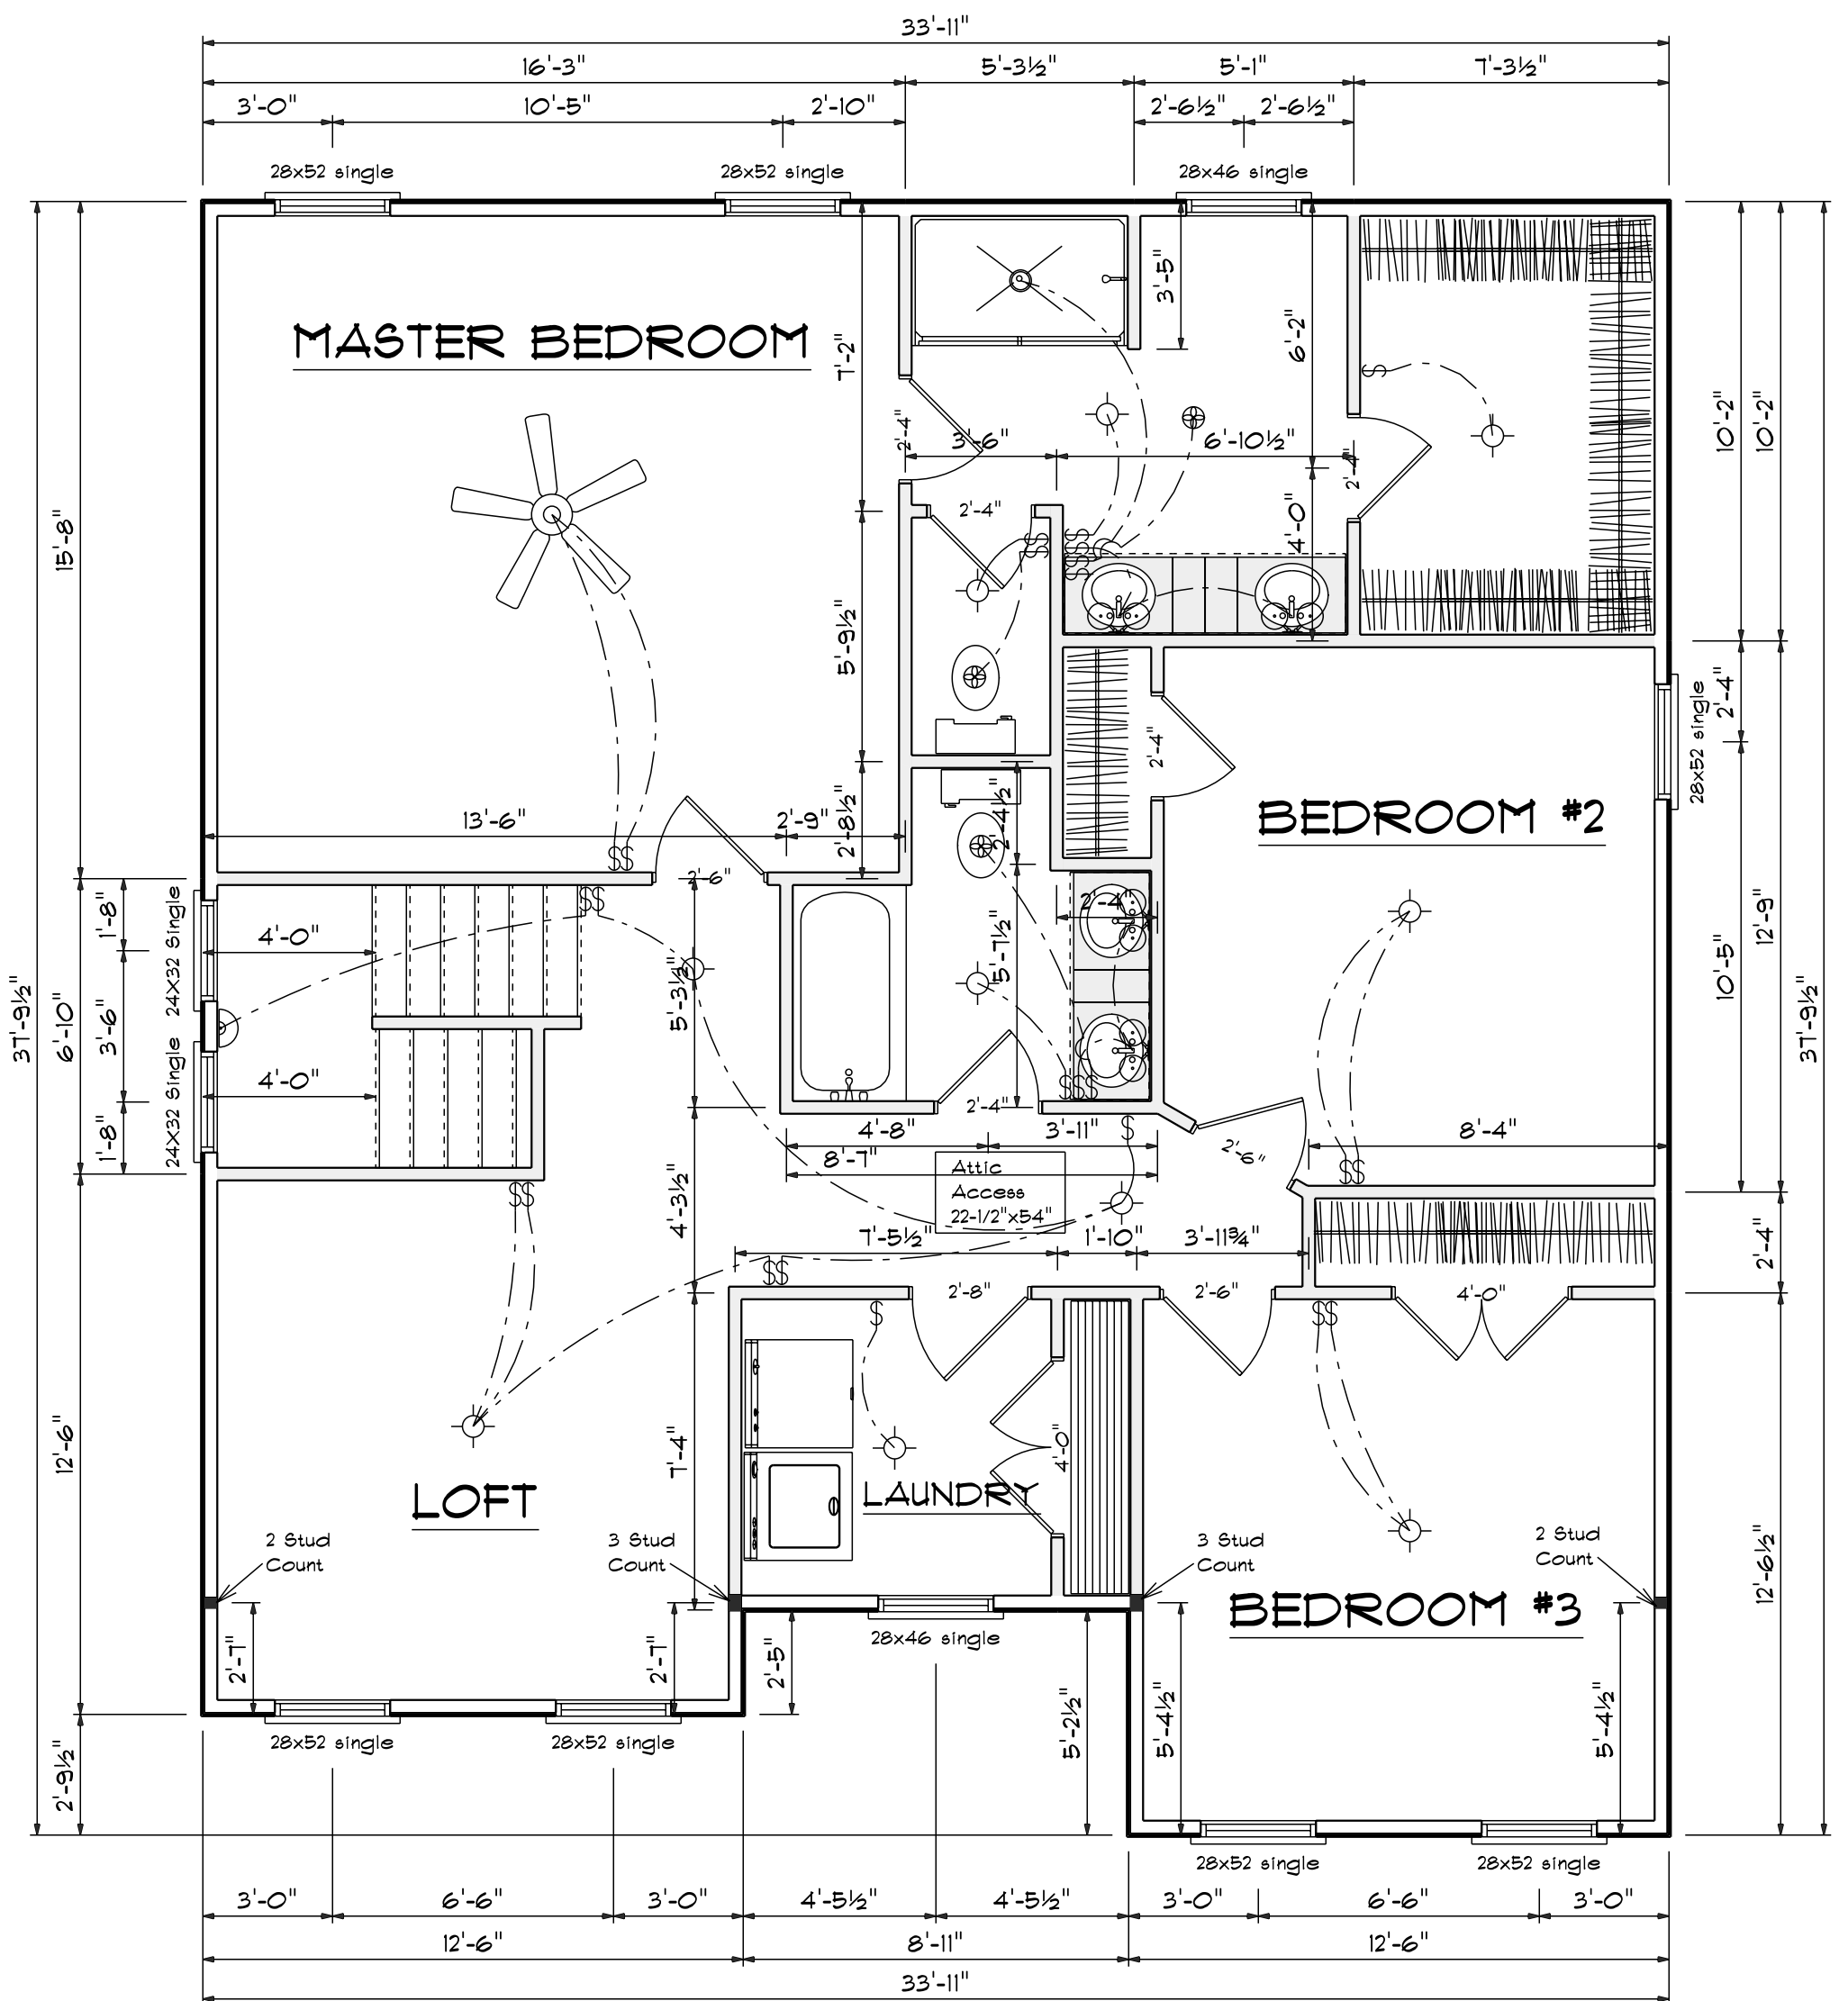 33'-11"
16'-3" 5'-3½" 5'-1" 7'-3½"
3'-0" 10'-5" 2'-10" 2'-6½" 2'-6½"
28x52 single 28x52 single 28x46 single
MASTER BEDROOM
7'-2"
3'-5"
6'-2"
2'-4"
3'-6"
6'-10½"
2'-4"
10'-2"
10'-2"
15'-8"
2'-4"
4'-0"
5'-9½"
2'-4"
28x52 single
2'-4"
BEDROOM #2
13'-6"
2'-9"
2'-8½"
2'-4½"
2'-6"
2'-4"
12'-9"
10'-5"
1'-8"
24X32 Single
4'-0"
5'-3½"
5'-7½"
37'-9½"
6'-10"
3'-6"
37'-9½"
4'-0"
1'-8"
24X32 Single
2'-4"
4'-8"
3'-11"
8'-7"
2'-6"
8'-4"
Attic
Access
22-1/2"x54"
4'-3½"
7'-5½"
1'-10"
3'-11¾"
2'-4"
2'-8"
2'-6"
4'-0"
12'-6"
7'-4"
4'-0"
LOFT
LAUNDRY
2 Stud
Count
3 Stud
Count
3 Stud
Count
2 Stud
Count
12'-6½"
BEDROOM #3
2'-7"
2'-7"
2'-5"
28x46 single
5'-2½"
5'-4½"
5'-4½"
28x52 single 28x52 single
2'-9½"
28x52 single 28x52 single
3'-0" 6'-6" 3'-0" 4'-5½" 4'-5½" 3'-0" 6'-6" 3'-0"
12'-6" 8'-11" 12'-6"
33'-11"